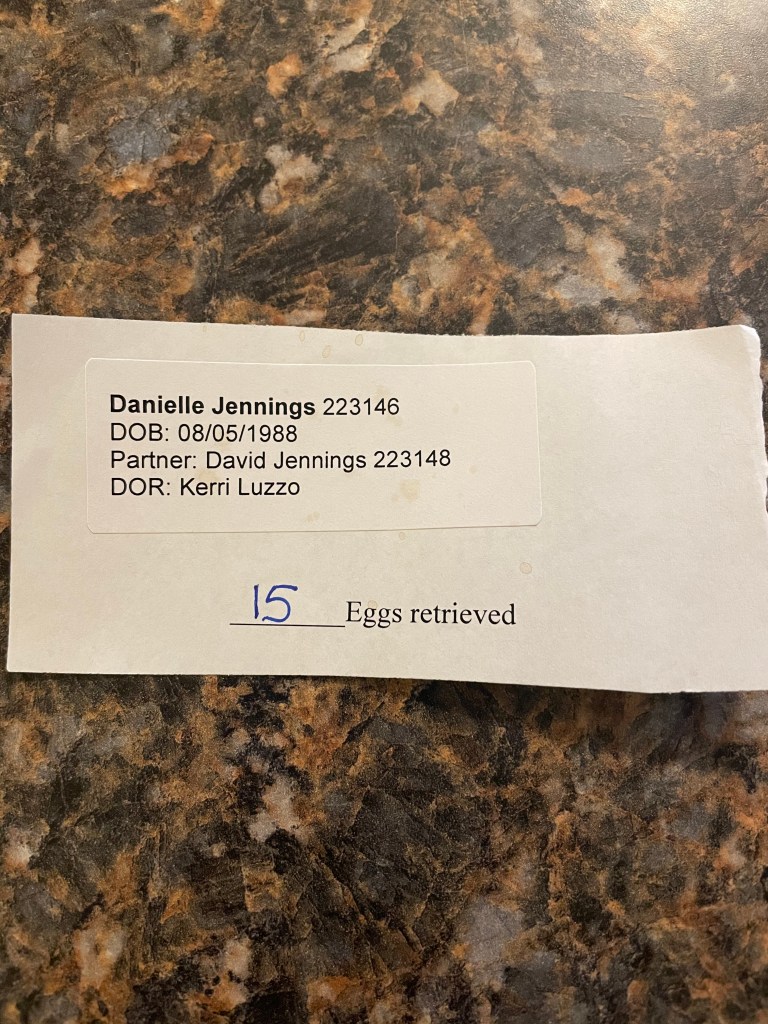 Danielle Jennings 223146
DOB: 08/05/1988
Partner: David Jennings 223148
DOR: Kerri Luzzo
15 Eggs retrieved